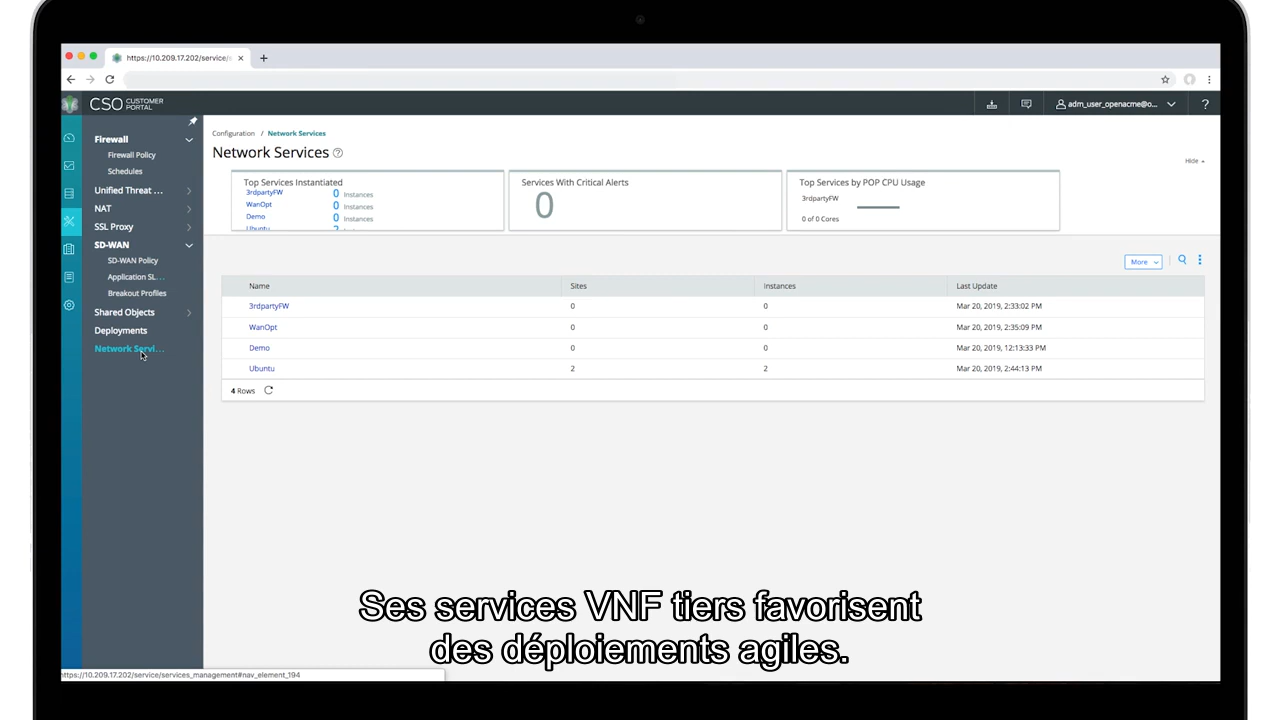 https://10.209.17.202/service/s
CSO CUSTOMER PORTAL
adm_user_openacme@o...
?
Firewall
Firewall Policy
Schedules
Unified Threat ...
NAT
SSL Proxy
SD-WAN
SD-WAN Policy
Application SL...
Breakout Profiles
Shared Objects
Deployments
Network Servi...
Configuration / Network Services
Network Services
Hide
Top Services Instantiated
3rdpartyFW 0 Instances
WanOpt 0 Instances
Demo 0 Instances
Ubuntu 2 Instances
Services With Critical Alerts
0
Top Services by POP CPU Usage
3rdpartyFW
0 of 0 Cores
More
Name Sites Instances Last Update
3rdpartyFW 0 0 Mar 20, 2019, 2:33:02 PM
WanOpt 0 0 Mar 20, 2019, 2:35:09 PM
Demo 0 0 Mar 20, 2019, 12:13:33 PM
Ubuntu 2 2 Mar 20, 2019, 2:44:13 PM
4 Rows
Ses services VNF tiers favorisent
des déploiements agiles.
https://10.209.17.202/service/services_management#nav_element_194